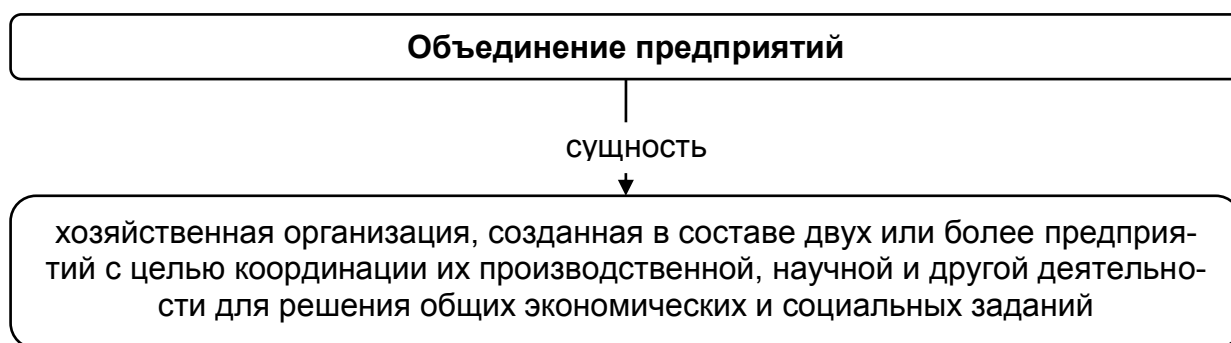 Объединение предприятий
сущность
хозяйственная организация, созданная в составе двух или более предприя-
тий с целью координации их производственной, научной и другой деятельно-
сти для решения общих экономических и социальных заданий